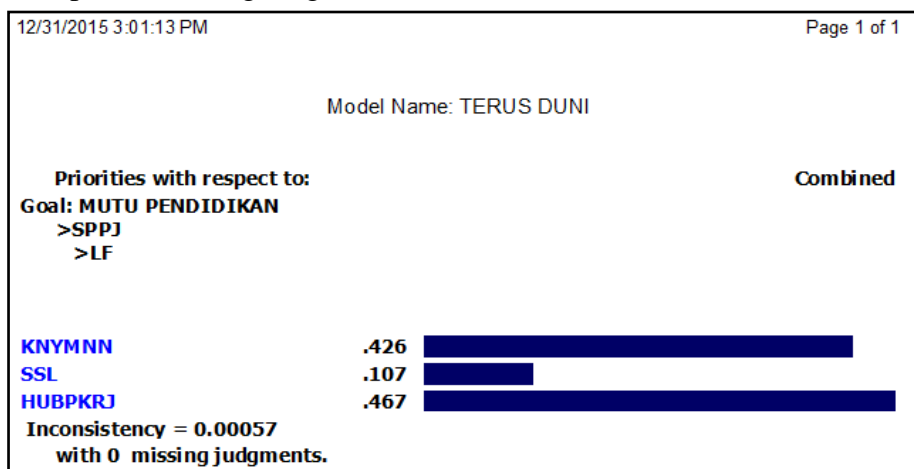 12/31/2015 3:01:13 PM Page 1 of 1
Model Name: TERUS DUNI
Priorities with respect to: Combined
Goal: MUTU PENDIDIKAN
>SPPJ
>LF
KNYMNN .426
SSL .107
HUBPKRJ .467
Inconsistency = 0.00057
with 0 missing judgments.